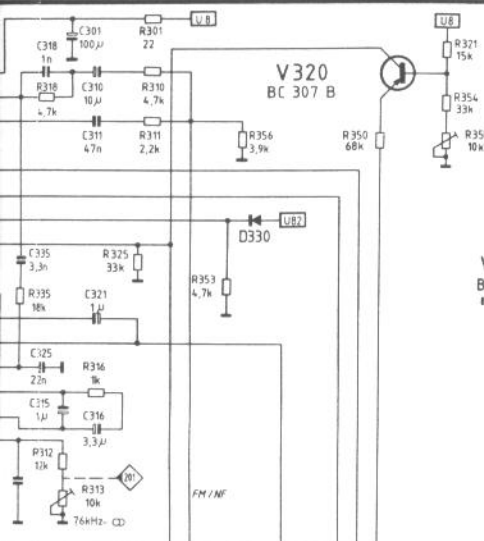 U8
U8
C301
100µ
R301
22
R321
15k
C318
1n
V320
BC 307 B
R318
4,7k
C310
10µ
R310
4,7k
R354
33k
C311
47n
R311
2,2k
R356
3,9k
R350
68k
10k
UB2
D330
C335
3,3n
R325
33k
R353
4,7k
R335
18k
C321
1µ
C325
22n
R316
1k
C315
1µ
C316
3,3µ
R312
12k
201
R313
10k
FM/NF
76kHz-